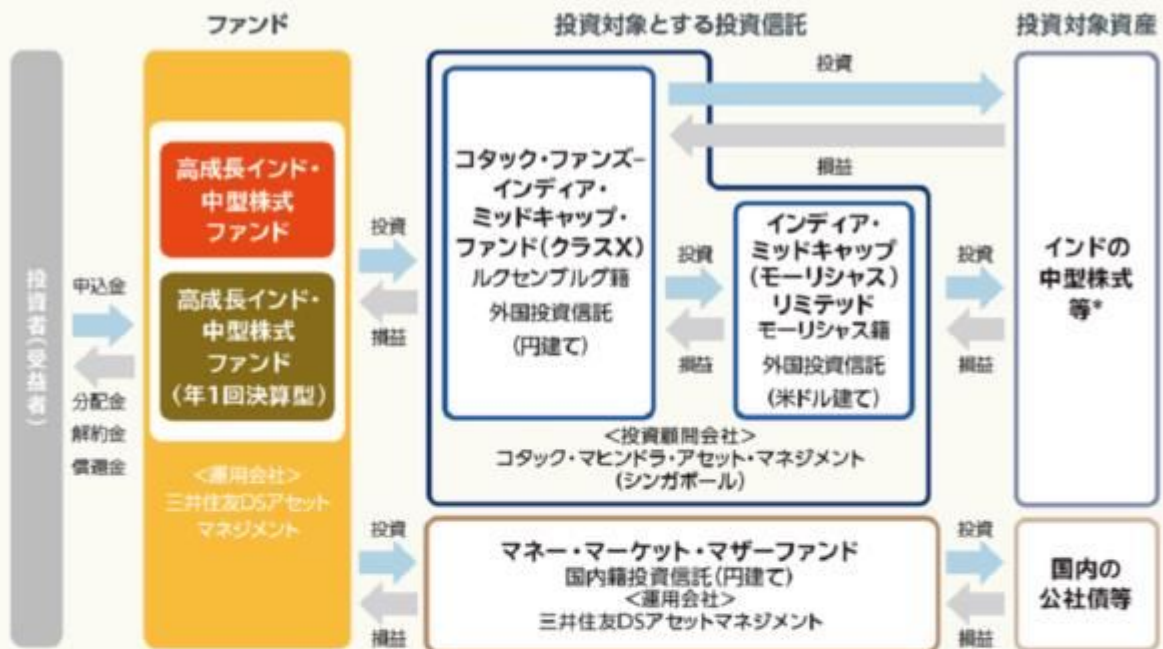 ファンド
投資対象とする投資信託
投資対象資産
投資者(受益者)
申込金
分配金
解約金
償還金
高成長インド・
中型株式
ファンド
高成長インド・
中型株式
ファンド
(年1回決算型)
<運用会社>
三井住友DSアセット
マネジメント
投資
損益
コタック・ファンズ–
インディア・
ミッドキャップ・
ファンド(クラスX)
ルクセンブルグ籍
外国投資信託
(円建て)
投資
損益
投資
損益
インディア・
ミッドキャップ
(モーリシャス)
リミテッド
モーリシャス籍
外国投資信託
(米ドル建て)
<投資顧問会社>
コタック・マヒンドラ・アセット・マネジメント
(シンガポール)
投資
損益
インドの
中型株式
等*
投資
損益
マネー・マーケット・マザーファンド
国内籍投資信託(円建て)
<運用会社>
三井住友DSアセットマネジメント
投資
損益
国内の
公社債等